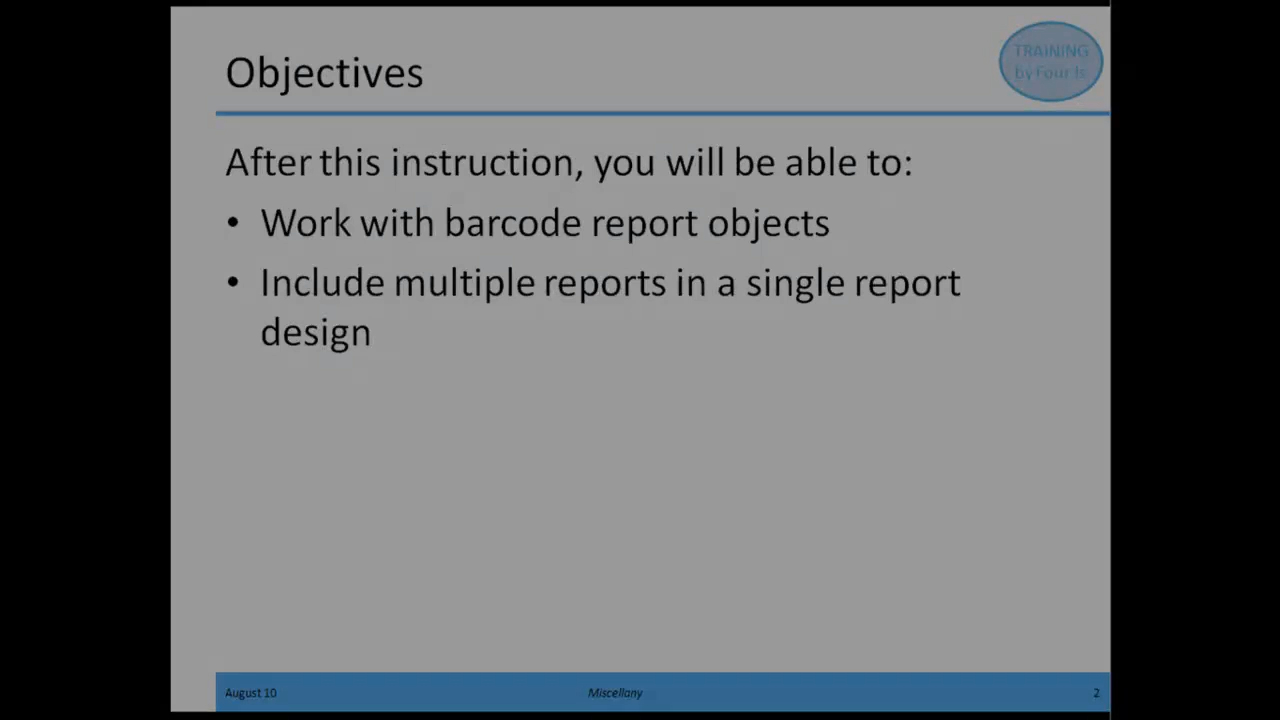 Objectives
TRAINING
by Four Is
After this instruction, you will be able to:
• Work with barcode report objects
• Include multiple reports in a single report
design
August 10
Miscellany
2